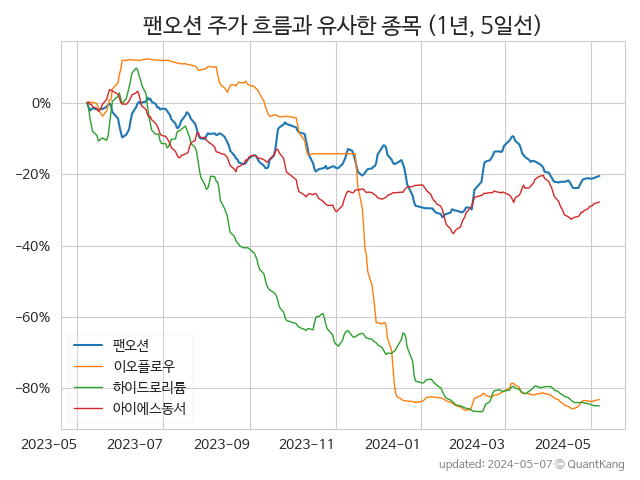 팬오션 주가 흐름과 유사한 종목 (1년, 5일선)
0%
−20%
−40%
−60%
−80%
팬오션
이오플로우
하이드로리튬
아이에스동서
2023-05
2023-07
2023-09
2023-11
2024-01
2024-03
2024-05
updated: 2024-05-07 © QuantKang